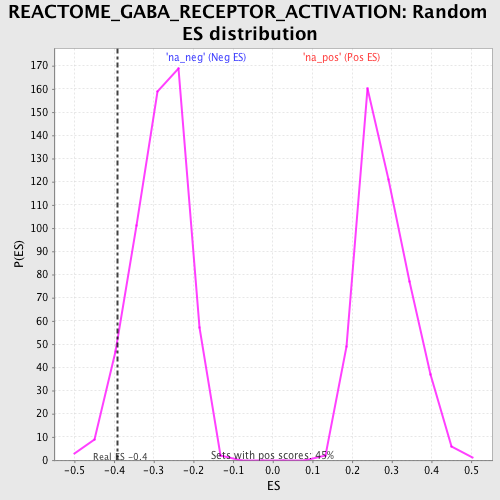 REACTOME_GABA_RECEPTOR_ACTIVATION: Random
ES distribution
'na_neg' (Neg ES)
'na_pos' (Pos ES)
170
160
150
140
130
120
110
100
90
80
70
60
50
40
30
20
10
0
P(ES)
Real ES -0.4
Sets with pos scores: 45%
-0.5 -0.4 -0.3 -0.2 -0.1 0.0 0.1 0.2 0.3 0.4 0.5
ES